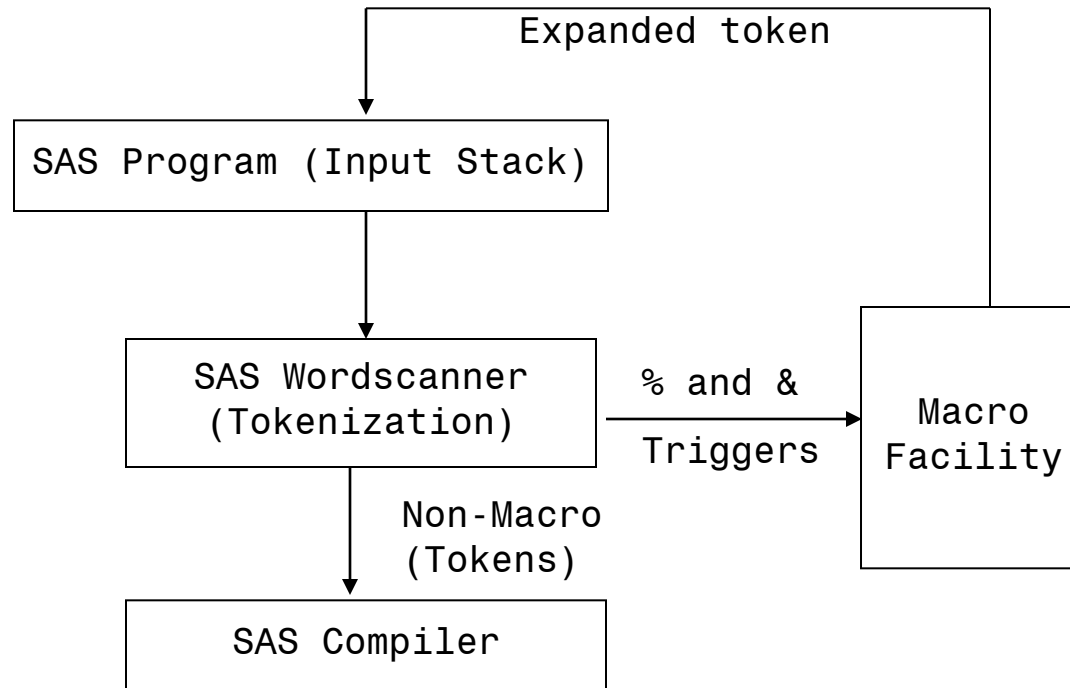 Expanded token
SAS Program (Input Stack)
SAS Wordscanner
(Tokenization)
% and &
Triggers
Macro
Facility
Non-Macro
(Tokens)
SAS Compiler